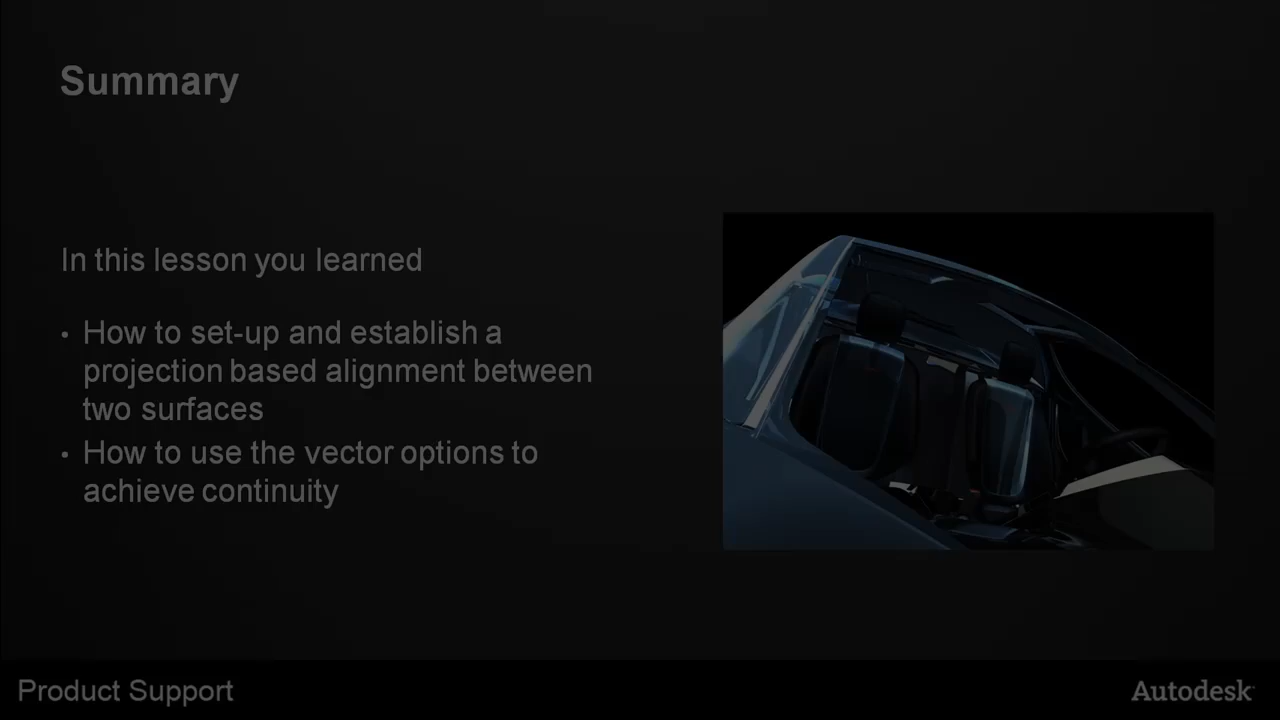 Summary
In this lesson you learned
• How to set-up and establish a
projection based alignment between
two surfaces
• How to use the vector options to
achieve continuity
Product Support
Autodesk